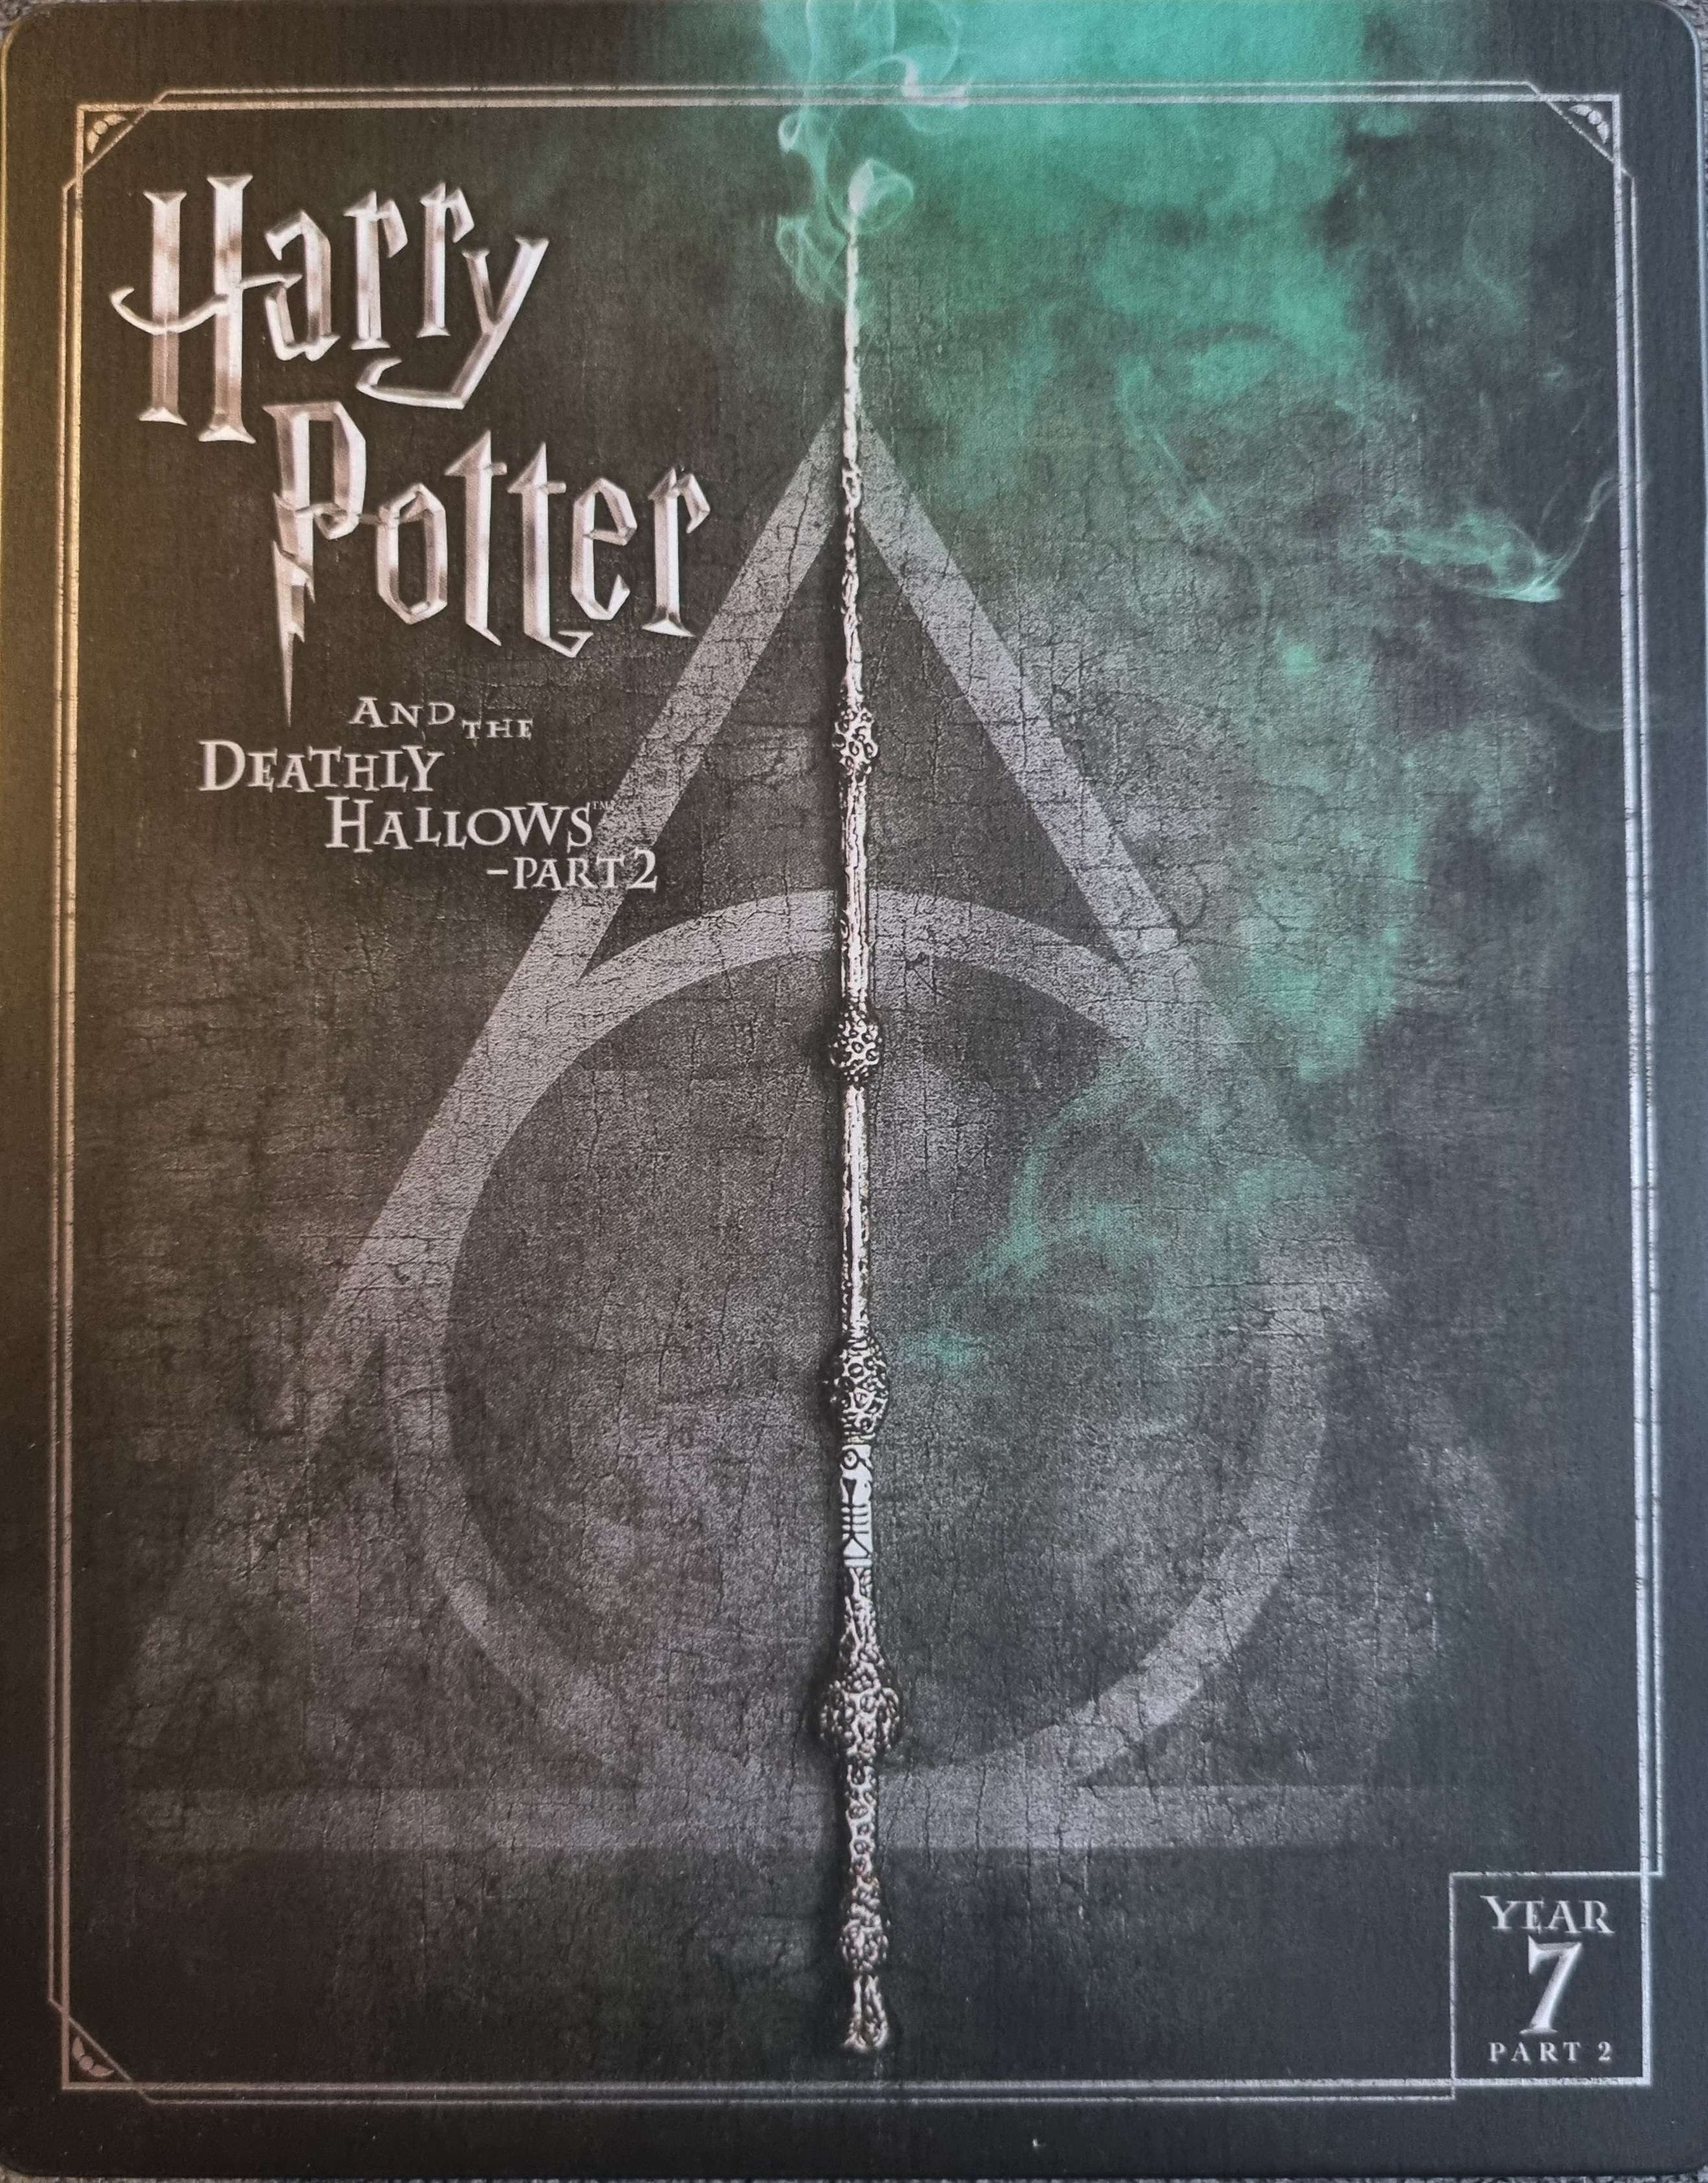 Harry
Potter
AND THE
DEATHLY
HALLOWS™
-PART 2
YEAR
7
PART 2